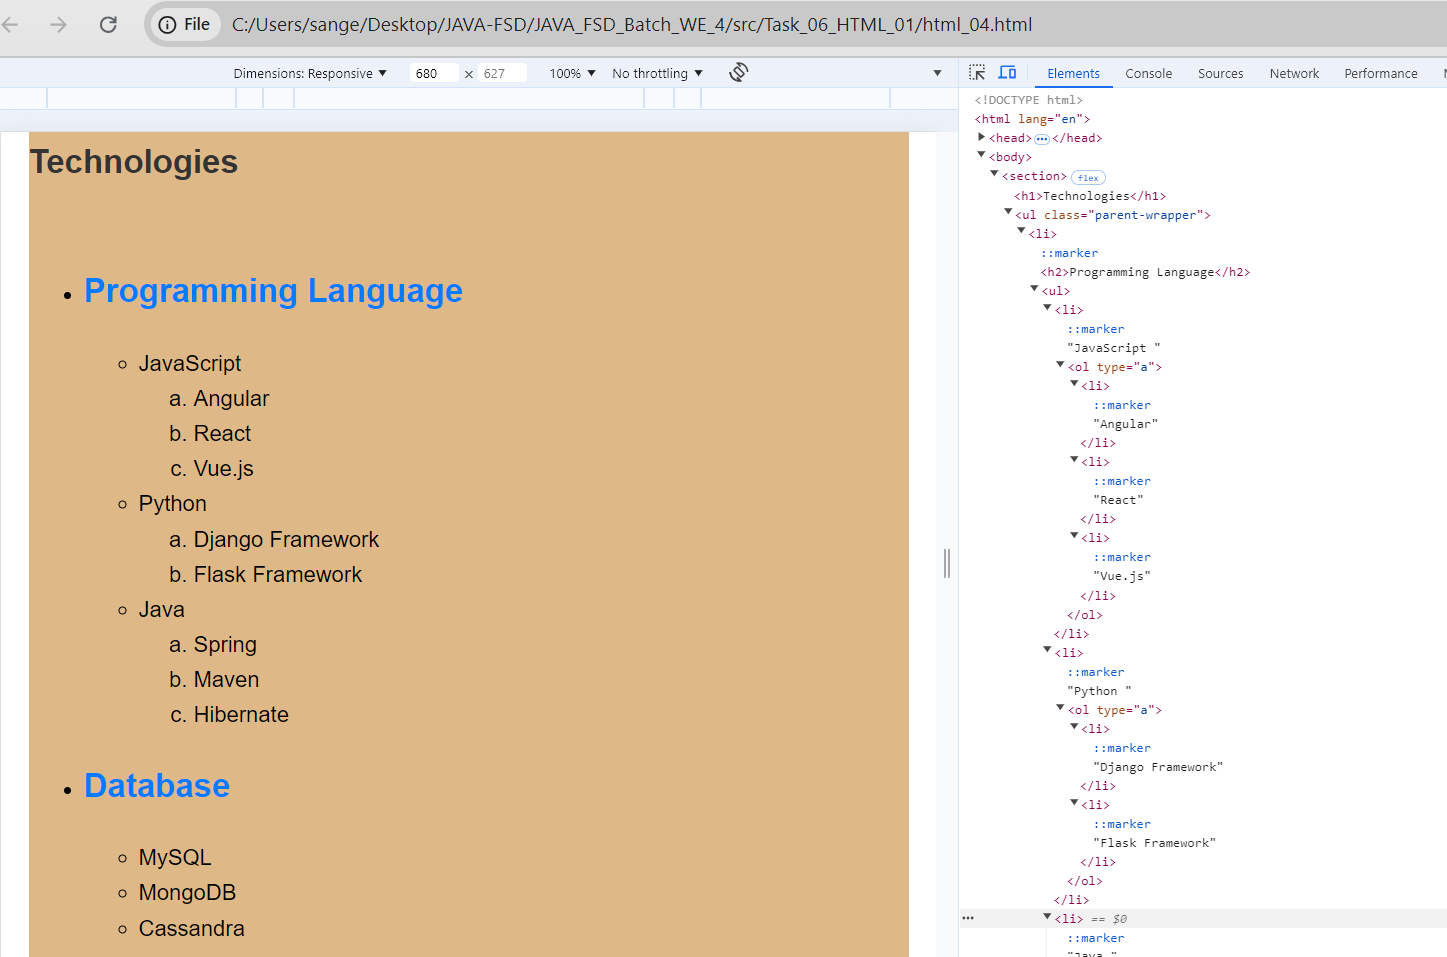 File C:/Users/sange/Desktop/JAVA-FSD/JAVA_FSD_Batch_WE_4/src/Task_06_HTML_01/html_04.html
Dimensions: Responsive ▼ 680 × 627 100% ▼ No throttling ▼
Elements Console Sources Network Performance
Technologies
• Programming Language
◦ JavaScript
a. Angular
b. React
c. Vue.js
◦ Python
a. Django Framework
b. Flask Framework
◦ Java
a. Spring
b. Maven
c. Hibernate
• Database
◦ MySQL
◦ MongoDB
◦ Cassandra
<!DOCTYPE html>
<html lang="en">
<head>…</head>
<body>
<section> flex
<h1>Technologies</h1>
<ul class="parent-wrapper">
<li>
::marker
<h2>Programming Language</h2>
<ul>
<li>
::marker
"JavaScript "
<ol type="a">
<li>
::marker
"Angular"
</li>
<li>
::marker
"React"
</li>
<li>
::marker
"Vue.js"
</li>
</ol>
</li>
<li>
::marker
"Python "
<ol type="a">
<li>
::marker
"Django Framework"
</li>
<li>
::marker
"Flask Framework"
</li>
</ol>
</li>
… <li> == $0
::marker
"Java "